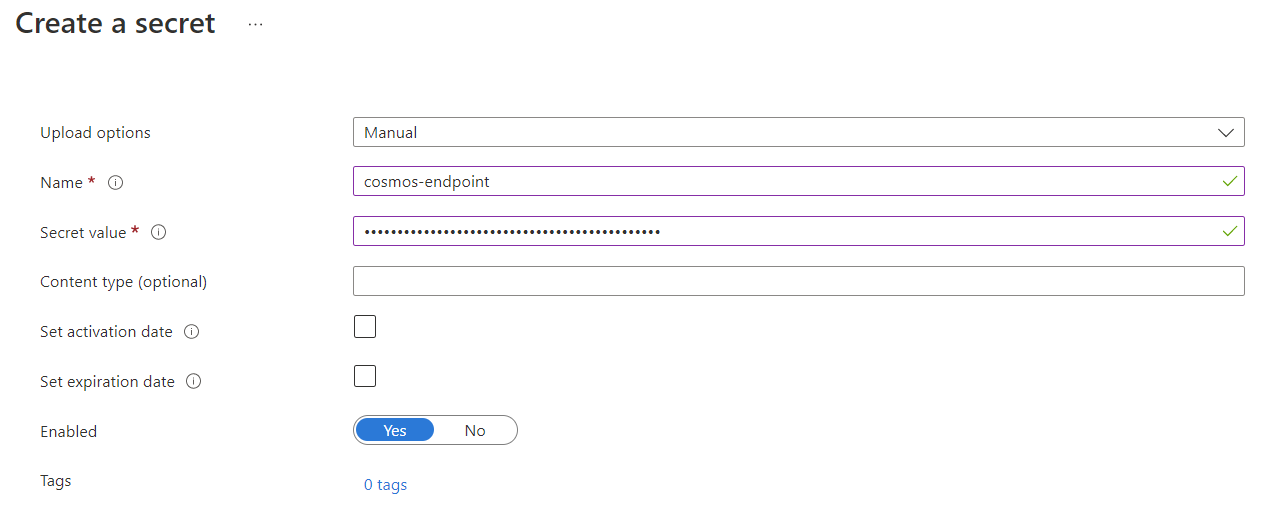 Create a secret ...
Upload options Manual
Name * cosmos-endpoint
Secret value * •••••••••••••••••••••••••••••••••••••••••••••
Content type (optional)
Set activation date
Set expiration date
Enabled Yes No
Tags 0 tags